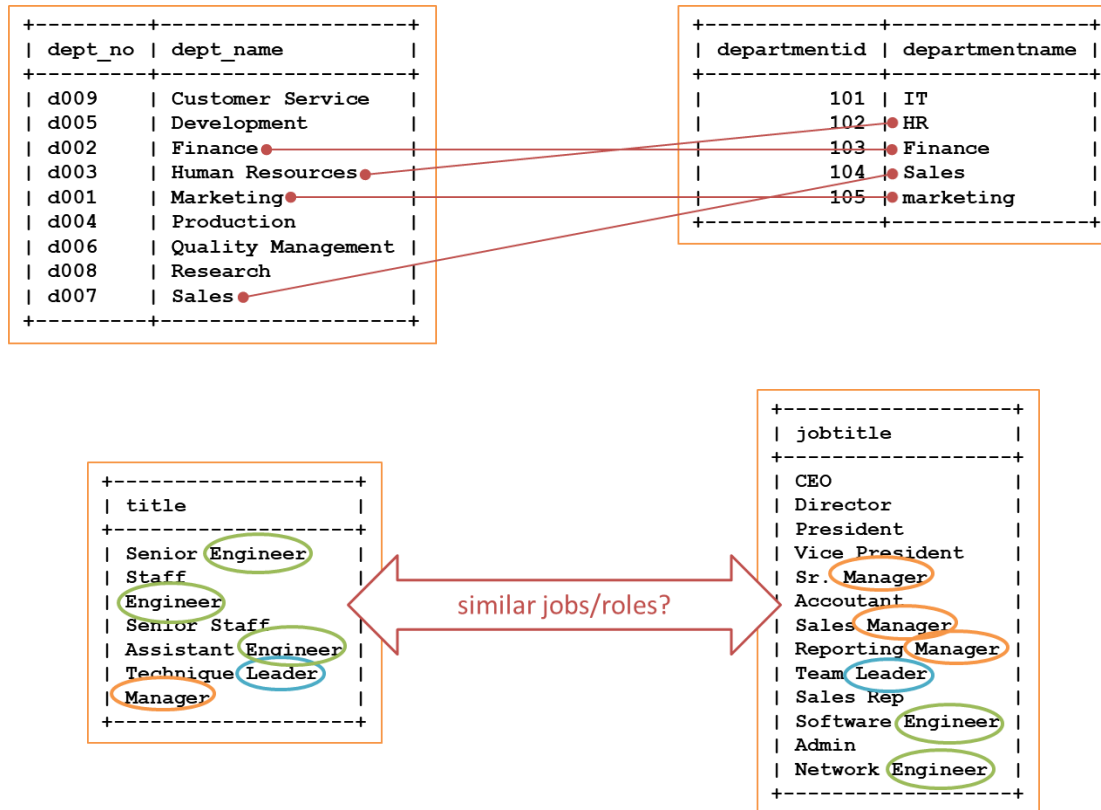 +---------+--------------------+
| dept_no | dept_name          |
+---------+--------------------+
| d009    | Customer Service   |
| d005    | Development        |
| d002    | Finance            |
| d003    | Human Resources    |
| d001    | Marketing          |
| d004    | Production         |
| d006    | Quality Management |
| d008    | Research           |
| d007    | Sales              |
+---------+--------------------+
+--------------+----------------+
| departmentid | departmentname |
+--------------+----------------+
|          101 | IT             |
|          102 | HR             |
|          103 | Finance        |
|          104 | Sales          |
|          105 | marketing      |
+--------------+----------------+
+--------------------+
| title              |
+--------------------+
| Senior Engineer    |
| Staff              |
| Engineer           |
| Senior Staff       |
| Assistant Engineer |
| Technique Leader   |
| Manager            |
+--------------------+
similar jobs/roles?
+-------------------+
| jobtitle          |
+-------------------+
| CEO               |
| Director          |
| President         |
| Vice President    |
| Sr. Manager       |
| Accoutant         |
| Sales Manager     |
| Reporting Manager |
| Team Leader       |
| Sales Rep         |
| Software Engineer |
| Admin             |
| Network Engineer  |
+-------------------+